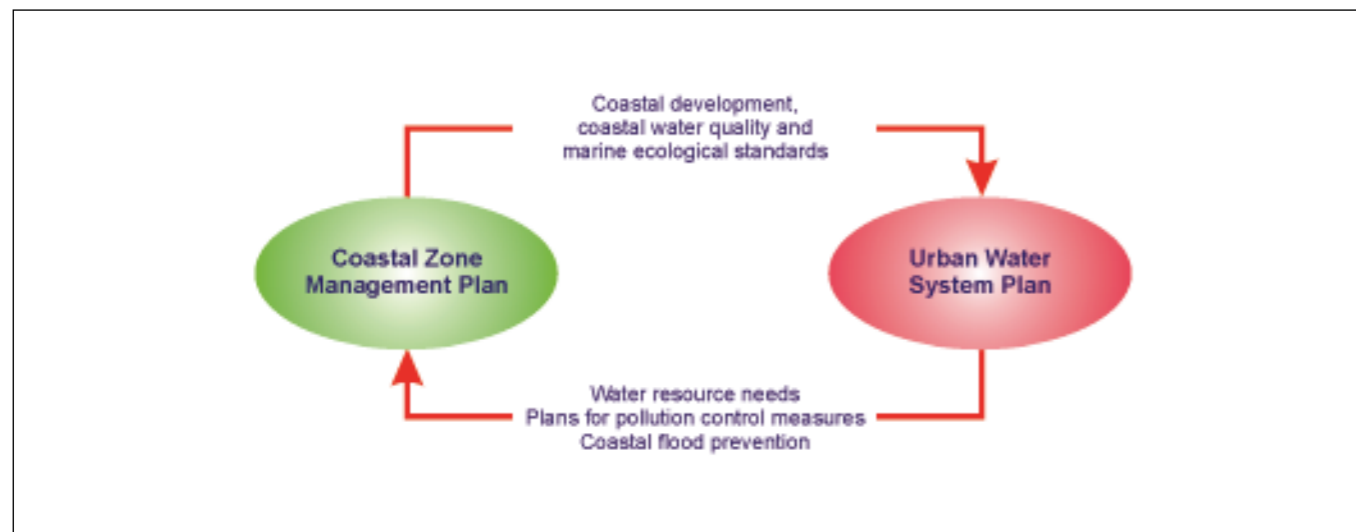 Coastal development,
coastal water quality and
marine ecological standards
Coastal Zone
Management Plan
Urban Water
System Plan
Water resource needs
Plans for pollution control measures
Coastal flood prevention